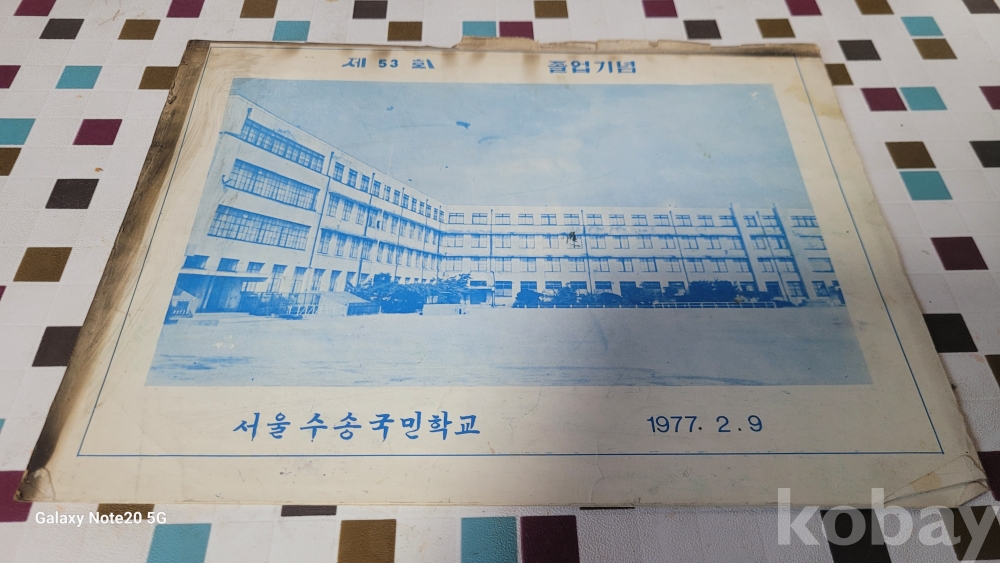 제 53 회 졸업기념
서울수송국민학교 1977. 2. 9
Galaxy Note20 5G
kobay